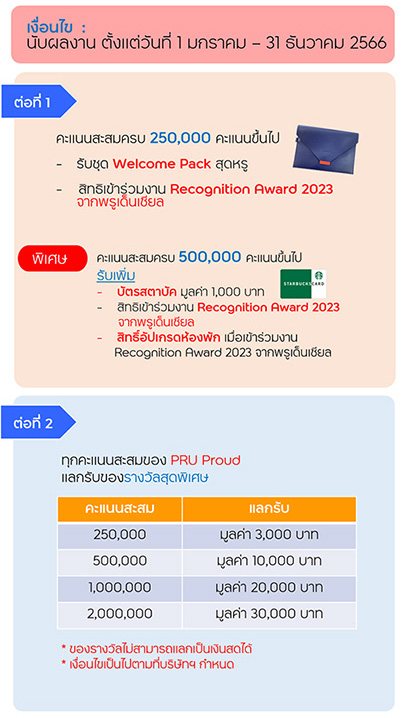 เงื่อนไข :
นับผลงาน ตั้งแต่วันที่ 1 มกราคม – 31 ธันวาคม 2566
ต่อที่ 1
คะแนนสะสมครบ 250,000 คะแนนขึ้นไป
- รับชุด Welcome Pack สุดหรู
- สิทธิเข้าร่วมงาน Recognition Award 2023
จากพรูเด็นเชียล
พิเศษ
คะแนนสะสมครบ 500,000 คะแนนขึ้นไป
รับเพิ่ม
- บัตรสตาบัค มูลค่า 1,000 บาท
STARBUCKS CARD
- สิทธิเข้าร่วมงาน Recognition Award 2023
จากพรูเด็นเชียล
- สิทธิ์อัปเกรดห้องพัก เมื่อเข้าร่วมงาน
Recognition Award 2023 จากพรูเด็นเชียล
ต่อที่ 2
ทุกคะแนนสะสมของ PRU Proud
แลกรับของรางวัลสุดพิเศษ
คะแนนสะสม แลกรับ
250,000 มูลค่า 3,000 บาท
500,000 มูลค่า 10,000 บาท
1,000,000 มูลค่า 20,000 บาท
2,000,000 มูลค่า 30,000 บาท
* ของรางวัลไม่สามารถแลกเป็นเงินสดได้
* เงื่อนไขเป็นไปตามที่บริษัทฯ กำหนด